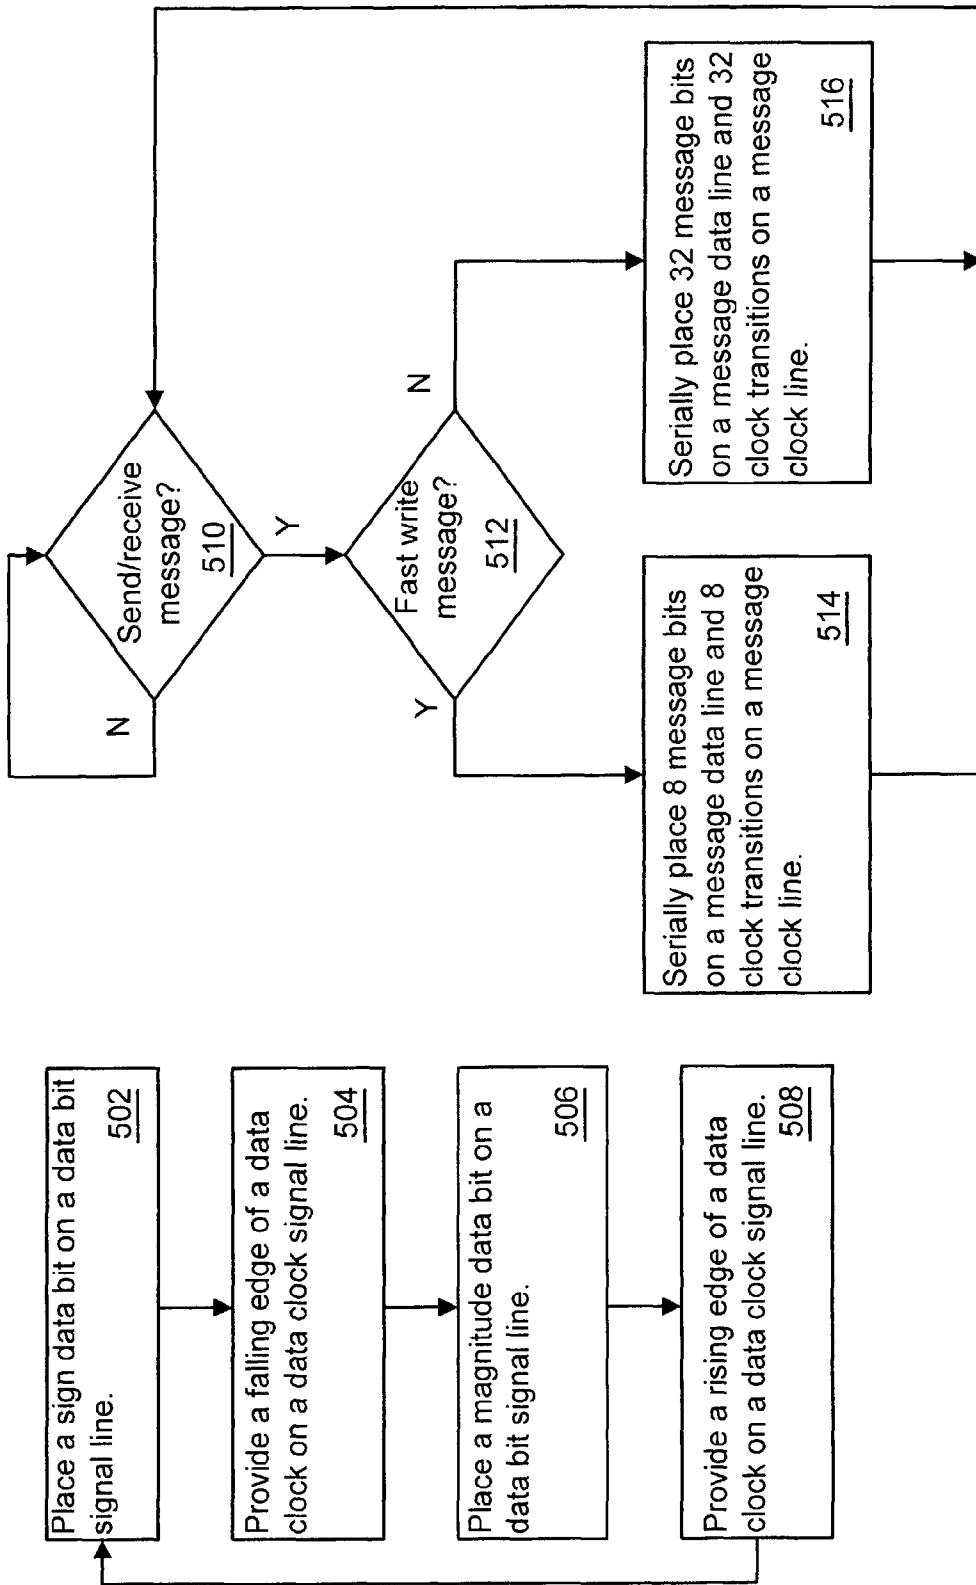 Place a sign data bit on a data bit
signal line.
502
Provide a falling edge of a data
clock on a data clock signal line.
504
Place a magnitude data bit on a
data bit signal line.
506
Provide a rising edge of a data
clock on a data clock signal line.
508
Send/receive
message?
510
N
Y
Fast write
message?
512
Y
N
Serially place 8 message bits
on a message data line and 8
clock transitions on a message
clock line.
514
Serially place 32 message bits
on a message data line and 32
clock transitions on a message
clock line.
516